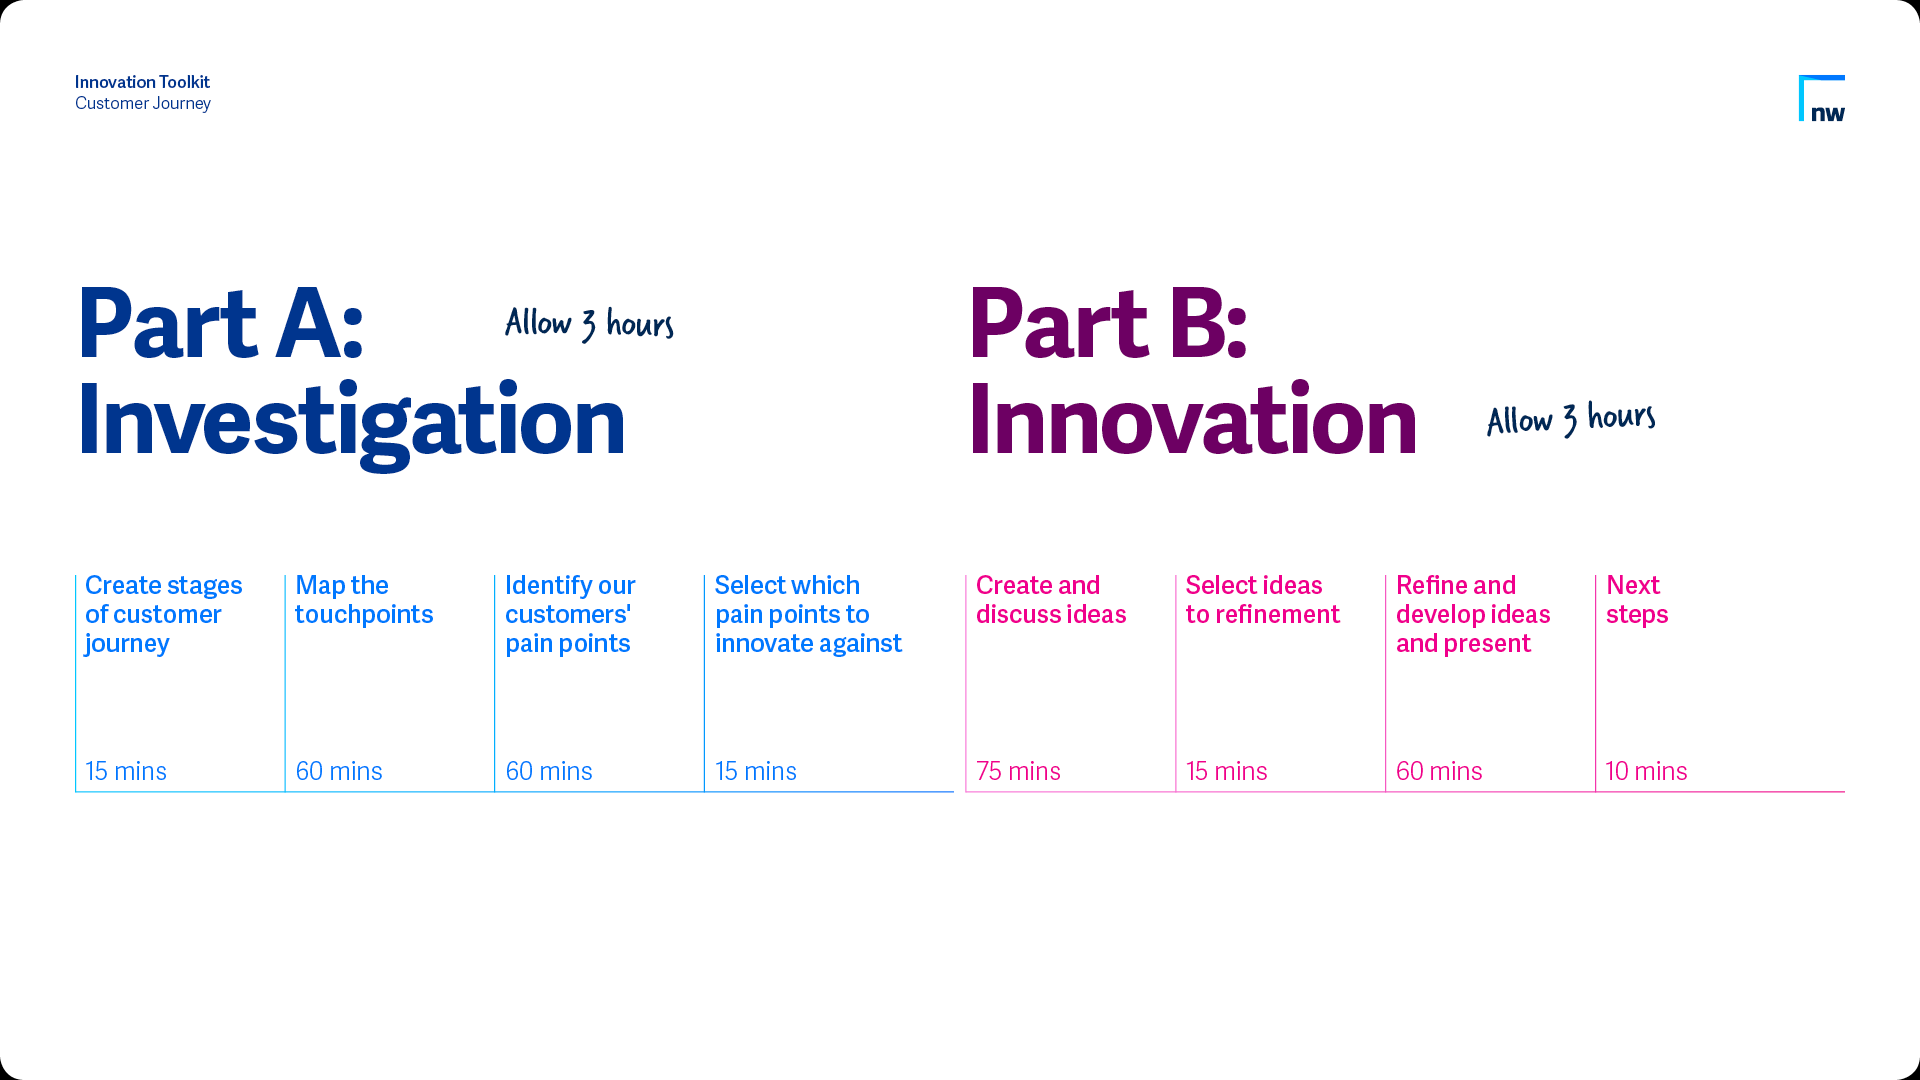 Innovation Toolkit
Customer Journey
nw
Part A:
Investigation
Allow 3 hours
Create stages
of customer
journey
15 mins
Map the
touchpoints
60 mins
Identify our
customers'
pain points
60 mins
Select which
pain points to
innovate against
15 mins
Part B:
Innovation
Allow 3 hours
Create and
discuss ideas
75 mins
Select ideas
to refinement
15 mins
Refine and
develop ideas
and present
60 mins
Next
steps
10 mins